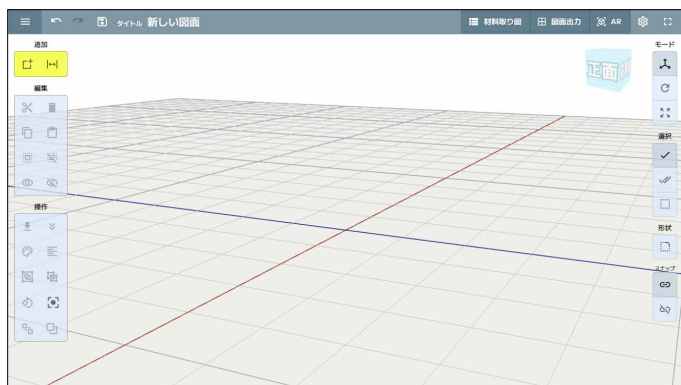 タイトル 新しい図面 材料取り図 図面出力 AR
追加 モード
正面
編集
選択
操作
形状
スナップ